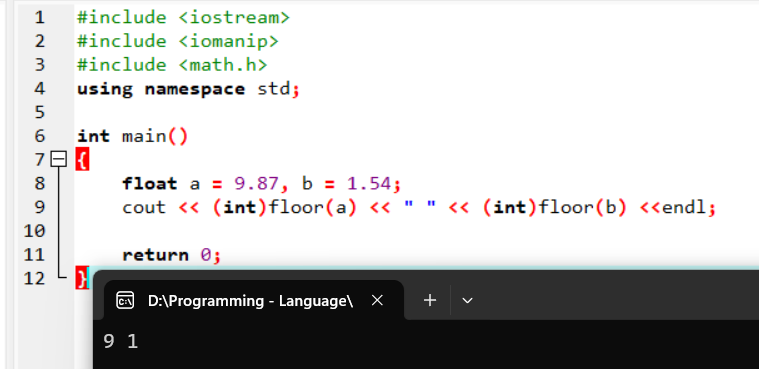 1 #include <iostream>
2 #include <iomanip>
3 #include <math.h>
4 using namespace std;
5
6 int main()
7 {
8 float a = 9.87, b = 1.54;
9 cout << (int)floor(a) << " " << (int)floor(b) <<endl;
10
11 return 0;
12 }
C:\ D:\Programming - Language\ × +
9 1